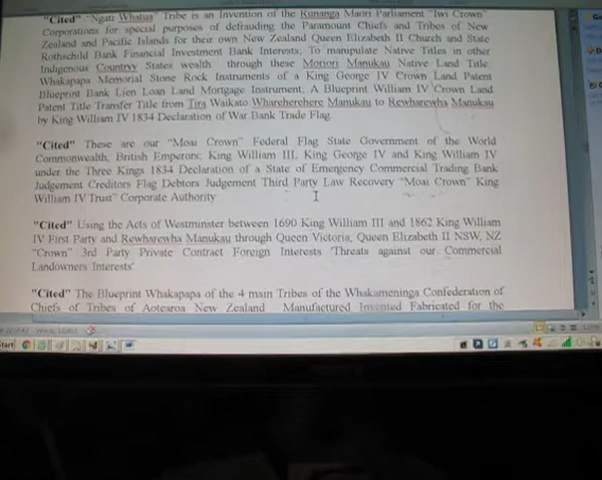 "Cited" "Ngati Whatua" Tribe is an Invention of the Runanga Maori Parliament "Iwi Crown"
Corporations for special purposes of defrauding the Paramount Chiefs and Tribes of New
Zealand and Pacific Islands for their own New Zealand Queen Elizabeth II Church and State
Rothschild Bank Financial Investment Bank Interests, To manipulate Native Titles in other
Indigenous Countryy States wealth through these Moriori Manukau Native Land Title,
Whakapapa Memorial Stone Rock Instruments of a King George IV Crown Land Patent
Blueprint Bank Lien Loan Land Mortgage Instrument, A Blueprint William IV Crown Land
Patent Title Transfer Title from Tira Waikato Whareherehere Manukau to Rewharewha Manukau
by King William IV 1834 Declaration of War Bank Trade Flag.
"Cited" These are our "Moai Crown" Federal Flag State Government of the World
Commonwealth, British Emperors, King William III, King George IV and King William IV
under the Three Kings 1834 Declaration of a State of Emergency Commercial Trading Bank
Judgement Creditors Flag Debtors Judgement Third Party Law Recovery "Moai Crown" King
William IV Trust" Corporate Authority
"Cited" Using the Acts of Westminster between 1690 King William III and 1862 King William
IV First Party and Rewharewha Manukau through Queen Victoria, Queen Elizabeth II NSW, NZ
"Crown" 3rd Party Private Contract Foreign Interests 'Threats against our Commercial
Landowners Interests'
"Cited" The Blueprint Whakapapa of the 4 main Tribes of the Whakameninga Confederation of
Chiefs of Tribes of Aotearoa New Zealand Manufactured Invented Fabricated for the